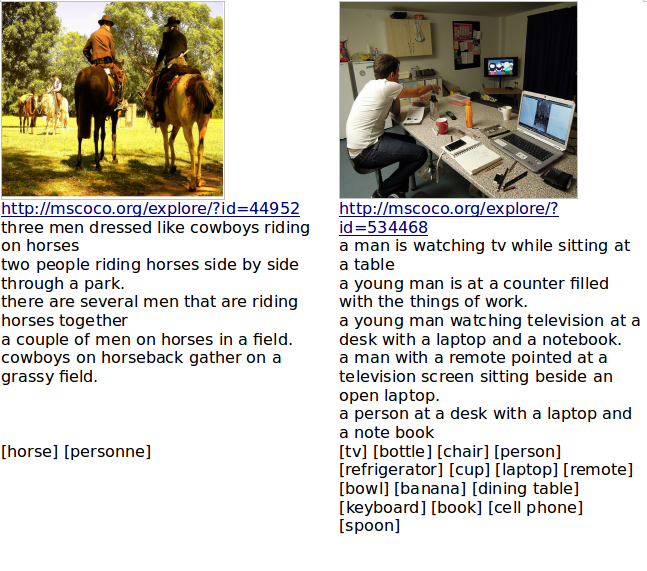 http://mscoco.org/explore/?id=44952
three men dressed like cowboys riding
on horses
two people riding horses side by side
through a park.
there are several men that are riding
horses together
a couple of men on horses in a field.
cowboys on horseback gather on a
grassy field.
[horse] [personne]
http://mscoco.org/explore/?
id=534468
a man is watching tv while sitting at
a table
a young man is at a counter filled
with the things of work.
a young man watching television at a
desk with a laptop and a notebook.
a man with a remote pointed at a
television screen sitting beside an
open laptop.
a person at a desk with a laptop and
a note book
[tv] [bottle] [chair] [person]
[refrigerator] [cup] [laptop] [remote]
[bowl] [banana] [dining table]
[keyboard] [book] [cell phone]
[spoon]